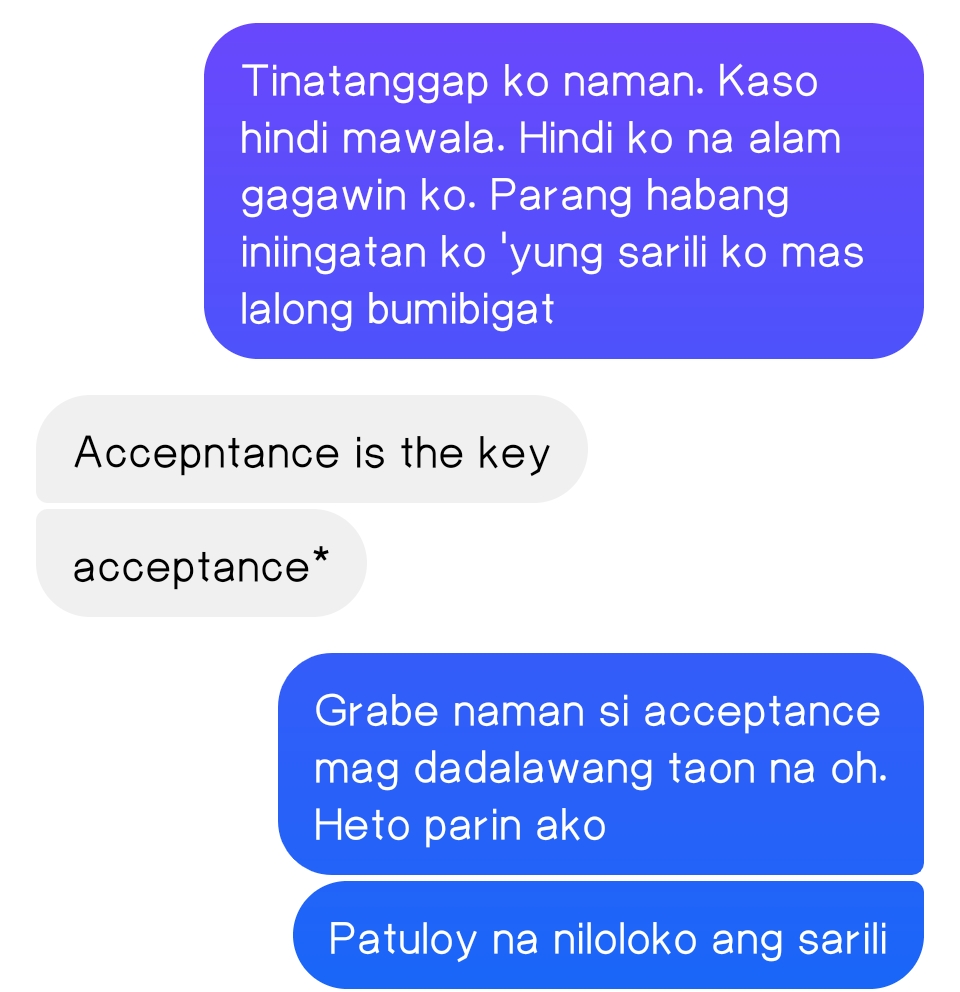 Tinatanggap ko naman. Kaso
hindi mawala. Hindi ko na alam
gagawin ko. Parang habang
iniingatan ko 'yung sarili ko mas
lalong bumibigat
Accepntance is the key
acceptance*
Grabe naman si acceptance
mag dadalawang taon na oh.
Heto parin ako
Patuloy na niloloko ang sarili